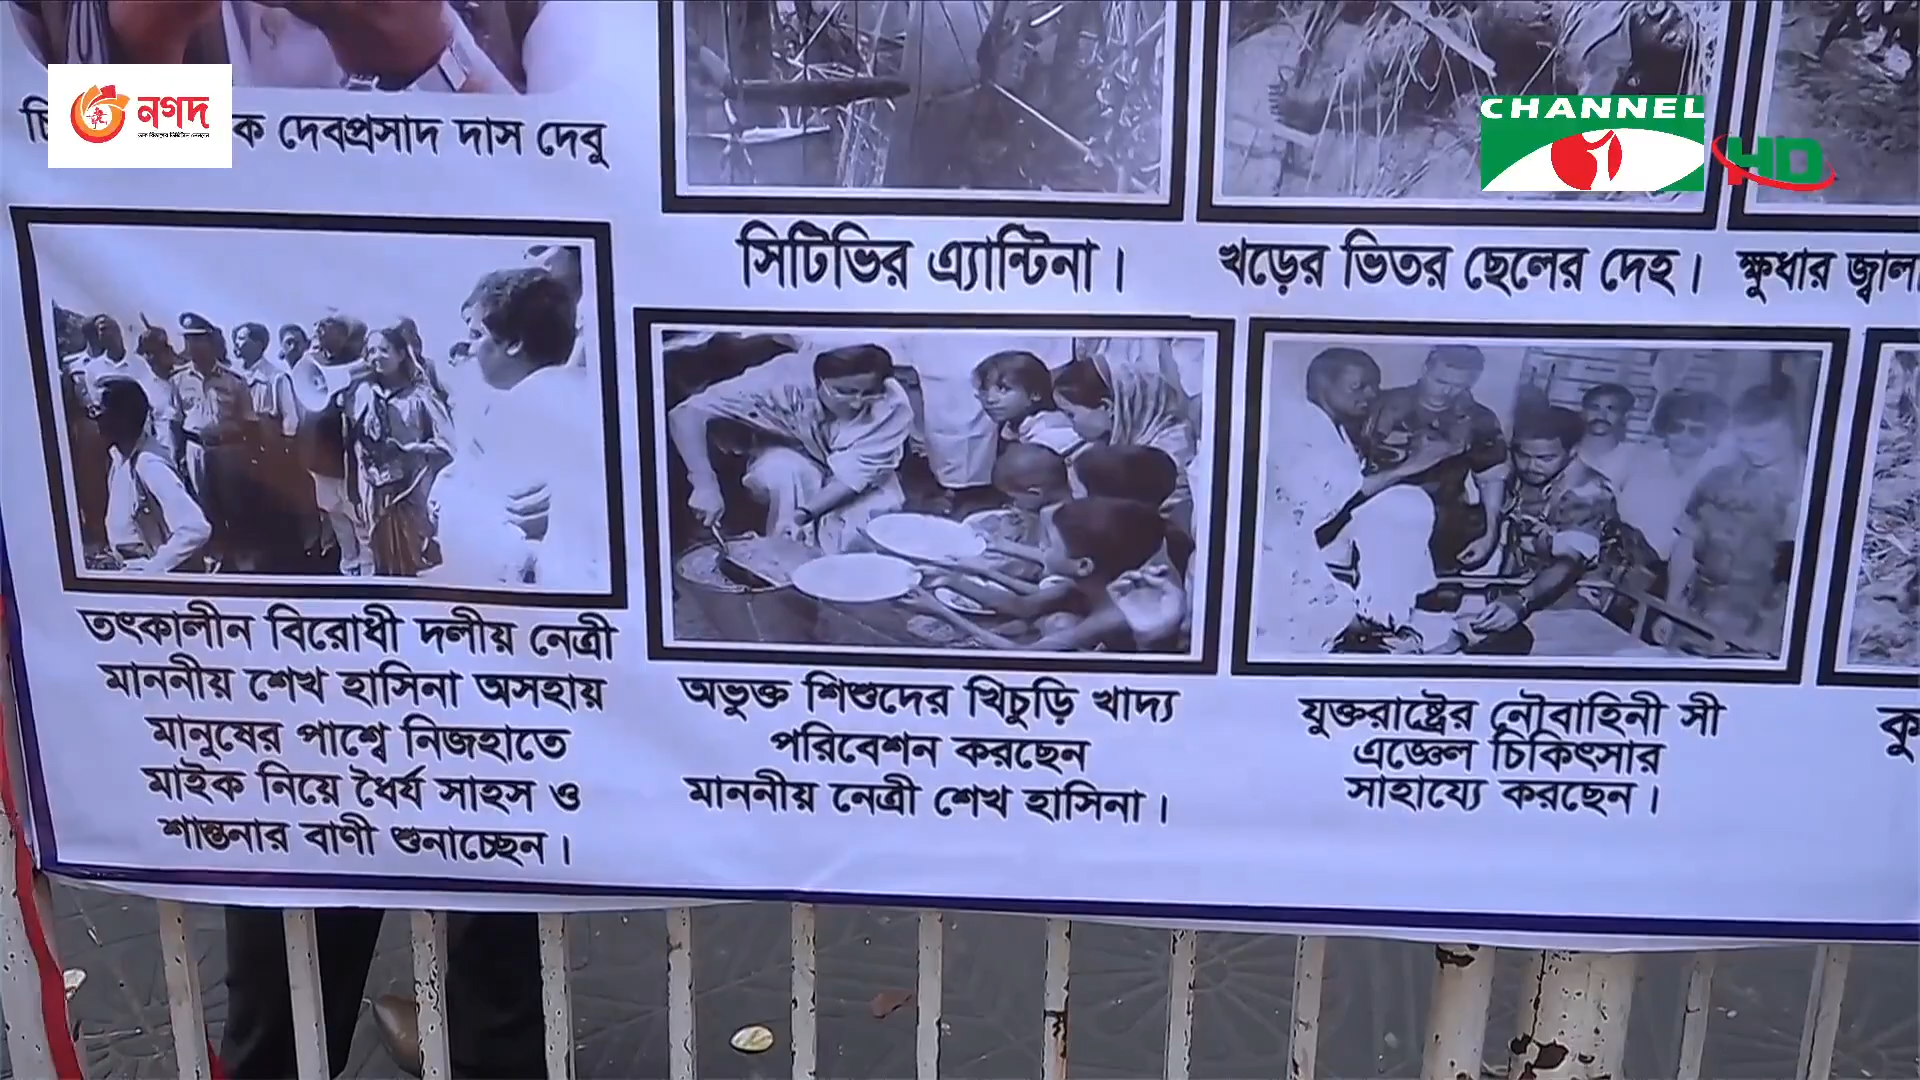 নগদ
ক দেবপ্রসাদ দাস দেবু
CHANNEL
HD
সিটিভির এ্যান্টিনা।
খড়ের ভিতর ছেলের দেহ।
ক্ষুধার জ্বালা
তৎকালীন বিরোধী দলীয় নেত্রী
মাননীয় শেখ হাসিনা অসহায়
মানুষের পাশ্বে নিজহাতে
মাইক নিয়ে ধৈর্য সাহস ও
শান্তনার বাণী শুনাচ্ছেন।
অভুক্ত শিশুদের খিচুড়ি খাদ্য
পরিবেশন করছেন
মাননীয় নেত্রী শেখ হাসিনা।
যুক্তরাষ্ট্রের নৌবাহিনী সী
এঞ্জেল চিকিৎসার
সাহায্যে করছেন।
কু